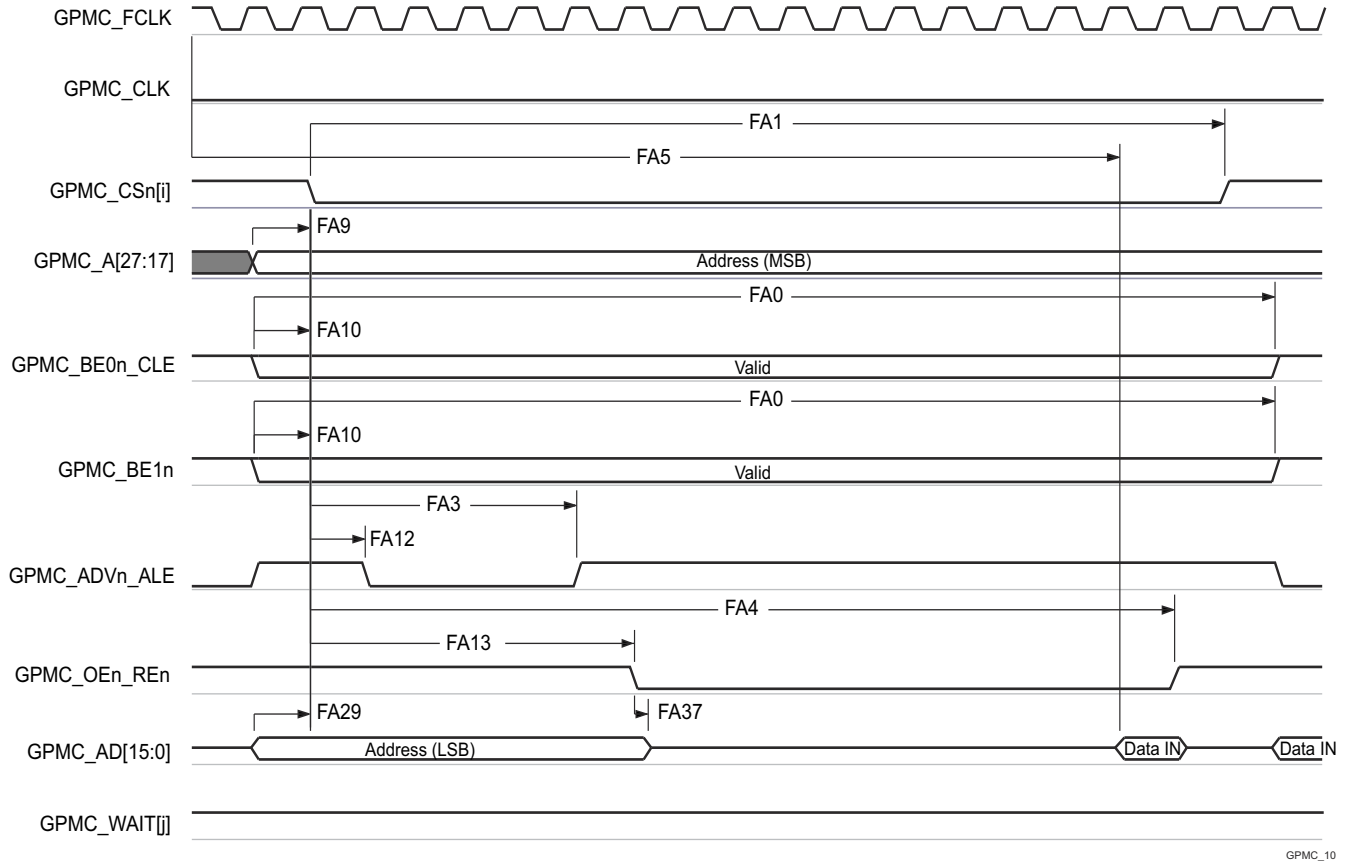 GPMC_FCLK
GPMC_CLK
FA1
FA5
GPMC_CSn[i]
FA9
GPMC_A[27:17]
Address (MSB)
FA0
FA10
GPMC_BE0n_CLE
Valid
FA0
FA10
GPMC_BE1n
Valid
FA3
FA12
GPMC_ADVn_ALE
FA4
FA13
GPMC_OEn_REn
FA29
FA37
GPMC_AD[15:0]
Address (LSB)
Data IN
Data IN
GPMC_WAIT[j]
GPMC_10